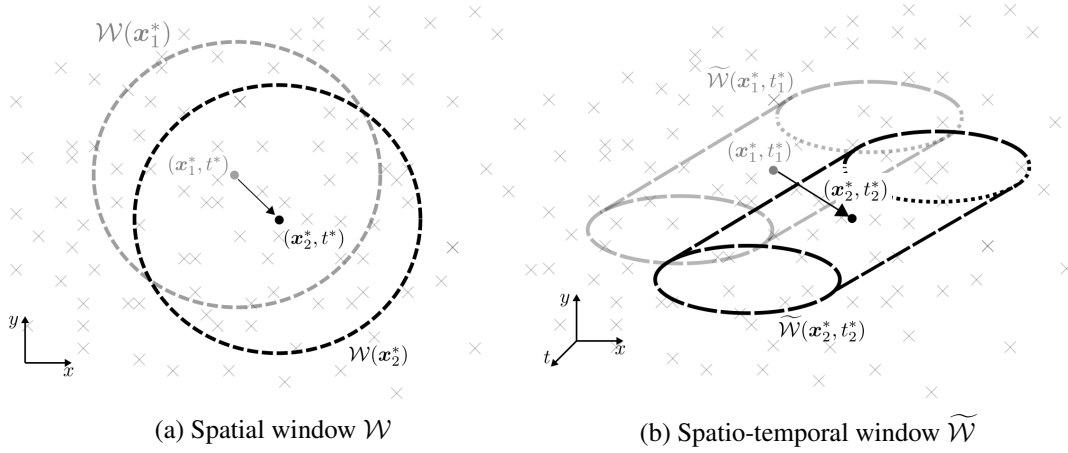 𝒲(𝒙₁*)
(𝒙₁*, t*)
(𝒙₂*, t*)
𝒲(𝒙₂*)
y
x
(a) Spatial window 𝒲
𝒲̃(𝒙₁*, t₁*)
(𝒙₁*, t₁*)
(𝒙₂*, t₂*)
𝒲̃(𝒙₂*, t₂*)
y
t
x
(b) Spatio-temporal window 𝒲̃